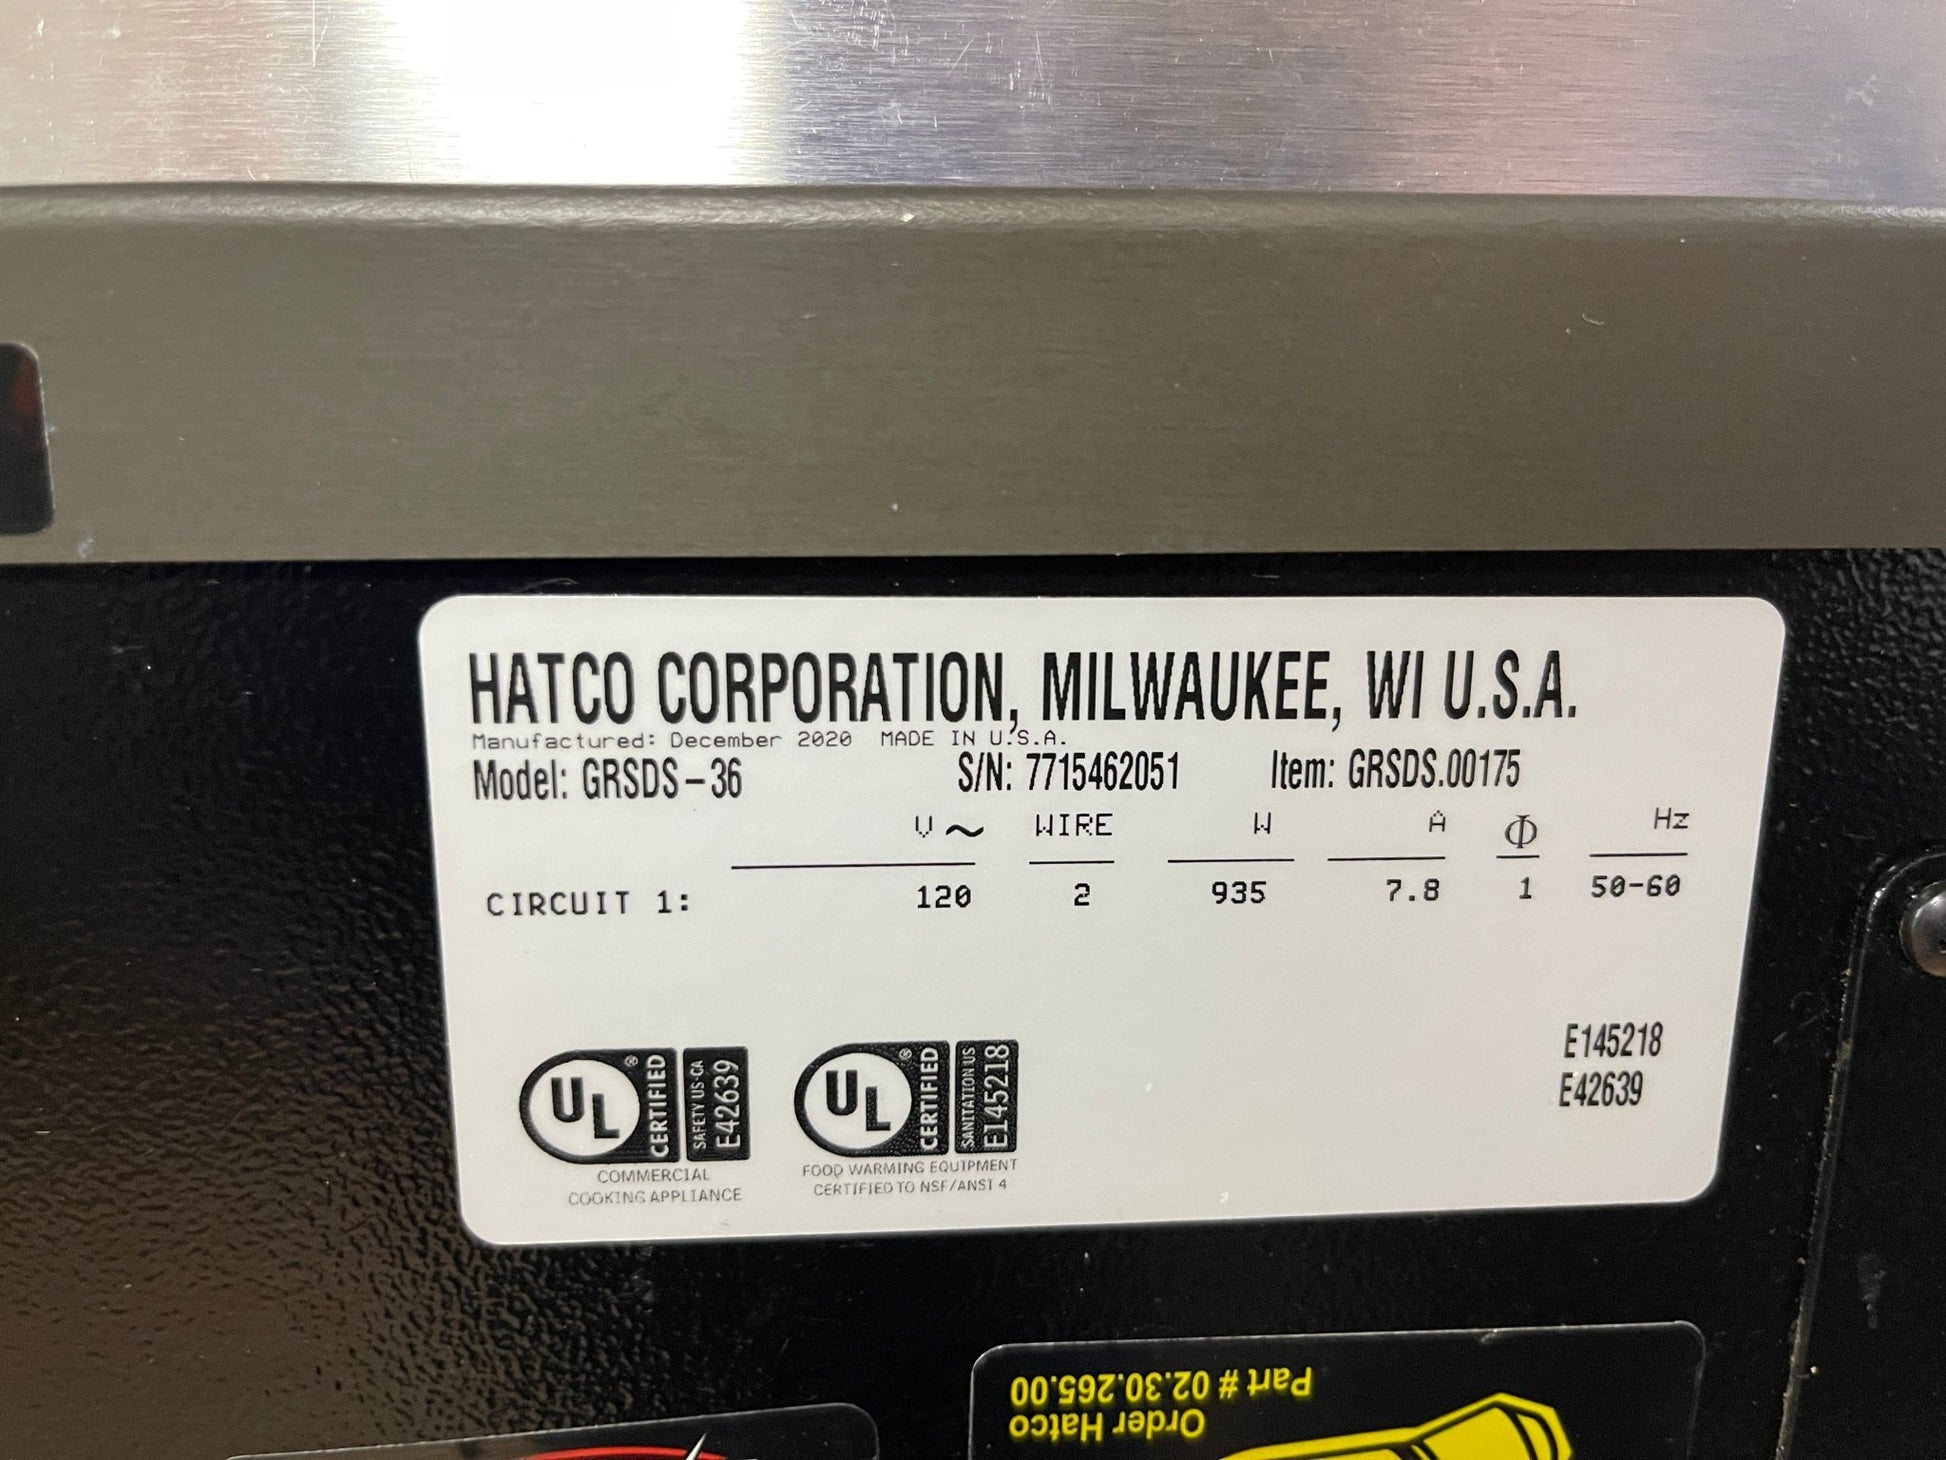 HATCO CORPORATION, MILWAUKEE, WI U.S.A.
Manufactured: December 2020 MADE IN U.S.A.
Model: GRSDS-36 S/N: 7715462051 Item: GRSDS.00175
V ~ WIRE W A Φ Hz
CIRCUIT 1: 120 2 935 7.8 1 50-60
E145218
E42639
UL ® CERTIFIED SAFETY US-CA E42639
COMMERCIAL
COOKING APPLIANCE
UL ® CERTIFIED SANITATION US E145218
FOOD WARMING EQUIPMENT
CERTIFIED TO NSF/ANSI 4
Order Hatco
Part # 02.30.265.00